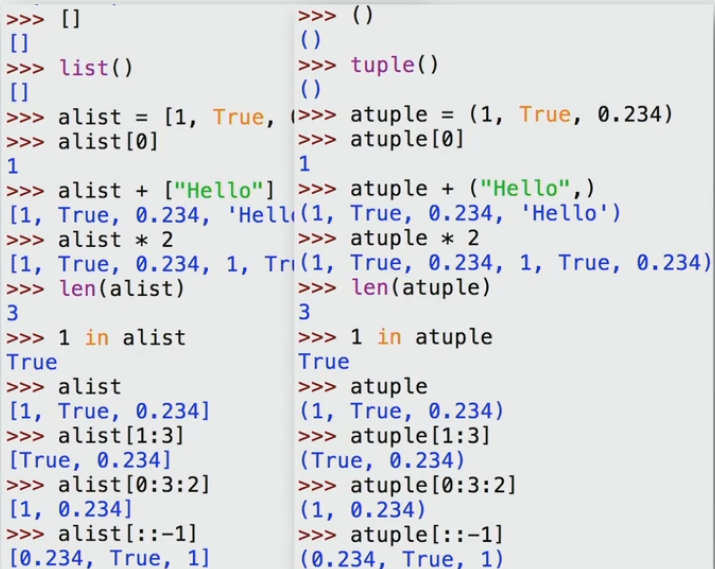 >>> []
[]
>>> list()
[]
>>> alist = [1, True,
>>> alist[0]
1
>>> alist + ["Hello"]
[1, True, 0.234, 'Hell
>>> alist * 2
[1, True, 0.234, 1, Tr
>>> len(alist)
3
>>> 1 in alist
True
>>> alist
[1, True, 0.234]
>>> alist[1:3]
[True, 0.234]
>>> alist[0:3:2]
[1, 0.234]
>>> alist[::-1]
[0.234, True, 1]
>>> ()
()
>>> tuple()
()
>>> atuple = (1, True, 0.234)
>>> atuple[0]
1
>>> atuple + ("Hello",)
(1, True, 0.234, 'Hello')
>>> atuple * 2
(1, True, 0.234, 1, True, 0.234)
>>> len(atuple)
3
>>> 1 in atuple
True
>>> atuple
(1, True, 0.234)
>>> atuple[1:3]
(True, 0.234)
>>> atuple[0:3:2]
(1, 0.234)
>>> atuple[::-1]
(0.234, True, 1)